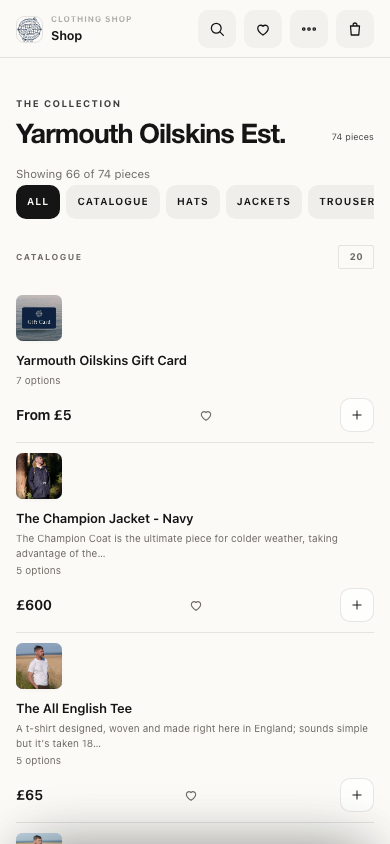 CLOTHING SHOP
Shop
THE COLLECTION
Yarmouth Oilskins Est.
74 pieces
Showing 66 of 74 pieces
ALL
CATALOGUE
HATS
JACKETS
TROUSER
CATALOGUE
20
Gift Card
Yarmouth Oilskins Gift Card
7 options
From £5
The Champion Jacket - Navy
The Champion Coat is the ultimate piece for colder weather, taking
advantage of the...
5 options
£600
The All English Tee
A t-shirt designed, woven and made right here in England; sounds simple
but it's taken 18...
5 options
£65